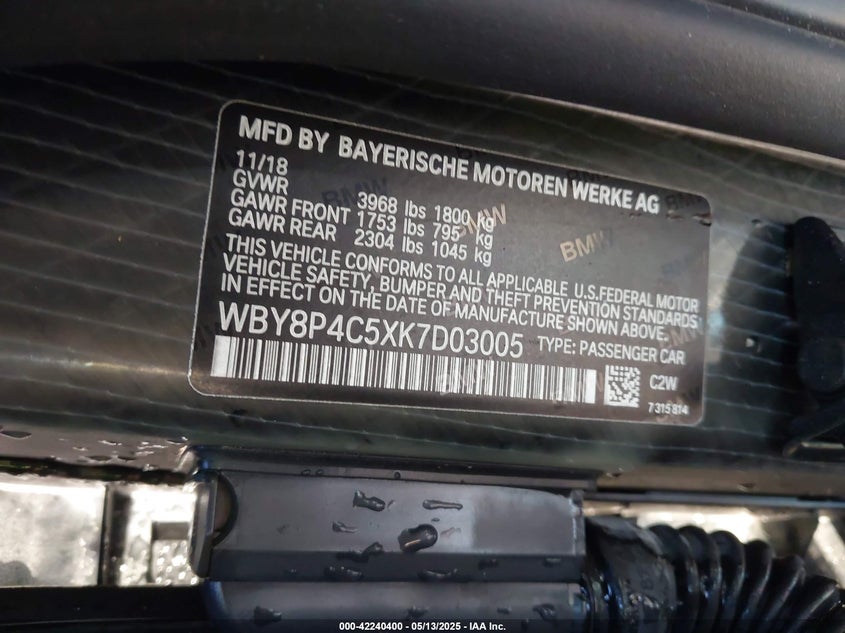 MFD BY BAYERISCHE MOTOREN WERKE AG
11/18
GVWR 3968 lbs 1800 kg
GAWR FRONT 1753 lbs 795 kg
GAWR REAR 2304 lbs 1045 kg
THIS VEHICLE CONFORMS TO ALL APPLICABLE U.S.FEDERAL MOTOR
VEHICLE SAFETY, BUMPER AND THEFT PREVENTION STANDARDS
IN EFFECT ON THE DATE OF MANUFACTURE SHOWN ABOVE.
WBY8P4C5XK7D03005 TYPE: PASSENGER CAR
C2W
7315814
BMW
BMW
BMW
000-42240400 - 05/13/2025 - IAA Inc.